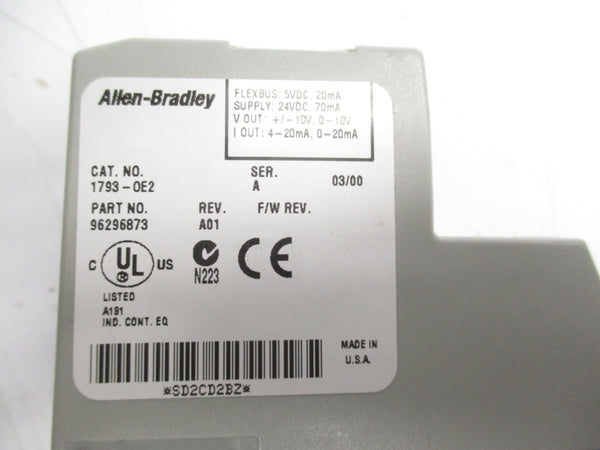 Allen-Bradley
FLEXBUS, 5VDC, 20mA
SUPPLY: 24VDC, 70mA
V OUT: +/-10V, 0-10V
I OUT: 4-20mA, 0-20mA
CAT. NO. SER.
1793-OE2 A 03/00
PART NO. REV. F/W REV.
96296873 A01
C UL US N223 CE
LISTED
A191
IND. CONT. EQ
MADE IN
U.S.A.
*SD2CD2BZ*